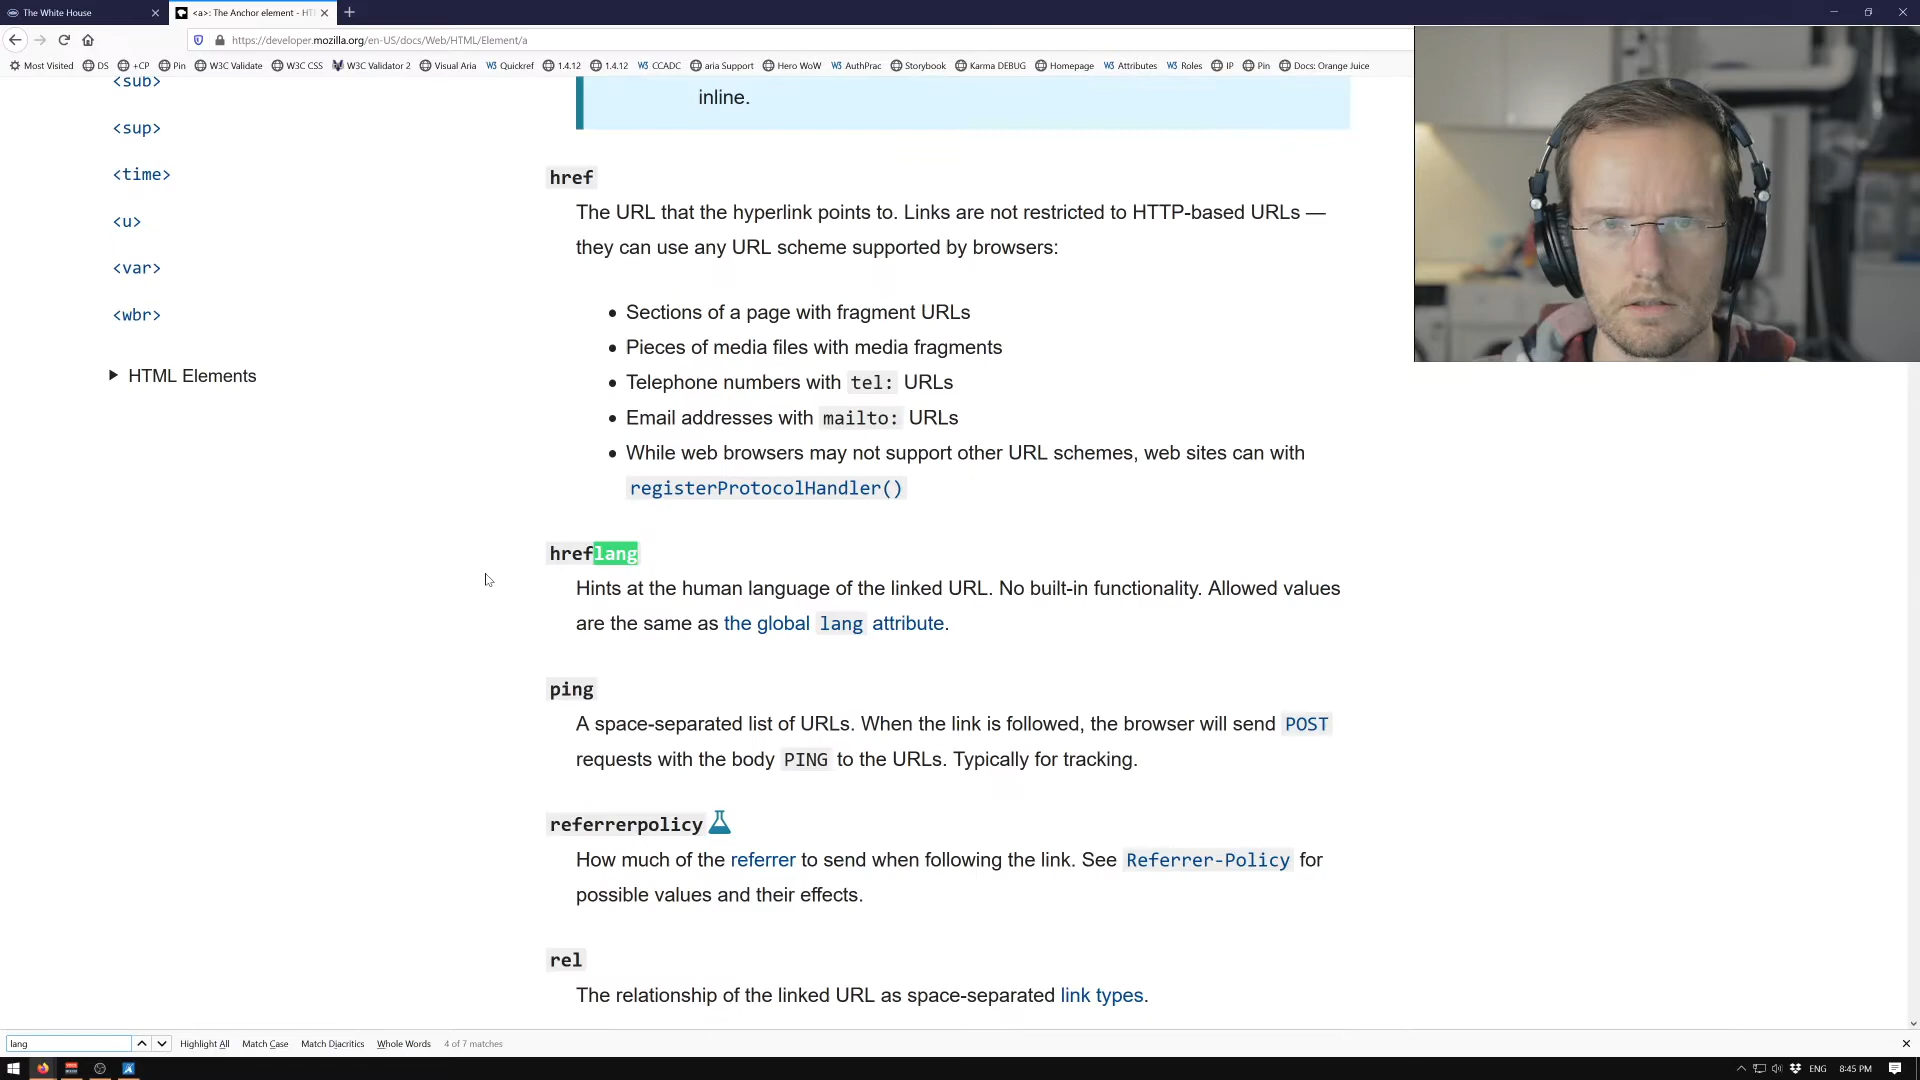 The White House
<a>: The Anchor element - HT
https://developer.mozilla.org/en-US/docs/Web/HTML/Element/a
Most Visited DS +CP Pin W3C Validate W3C CSS W3C Validator 2 Visual Aria Quickref 1.4.12 1.4.12 CCADC aria Support Hero WoW AuthPrac Storybook Karma DEBUG Homepage Attributes Roles IP Pin Docs: Orange Juice
<sub>
<sup>
<time>
<u>
<var>
<wbr>
HTML Elements
inline.
href
The URL that the hyperlink points to. Links are not restricted to HTTP-based URLs —
they can use any URL scheme supported by browsers:
Sections of a page with fragment URLs
Pieces of media files with media fragments
Telephone numbers with tel: URLs
Email addresses with mailto: URLs
While web browsers may not support other URL schemes, web sites can with
registerProtocolHandler()
hreflang
Hints at the human language of the linked URL. No built-in functionality. Allowed values
are the same as the global lang attribute.
ping
A space-separated list of URLs. When the link is followed, the browser will send POST
requests with the body PING to the URLs. Typically for tracking.
referrerpolicy
How much of the referrer to send when following the link. See Referrer-Policy for
possible values and their effects.
rel
The relationship of the linked URL as space-separated link types.
lang Highlight All Match Case Match Diacritics Whole Words 4 of 7 matches
ENG 8:45 PM